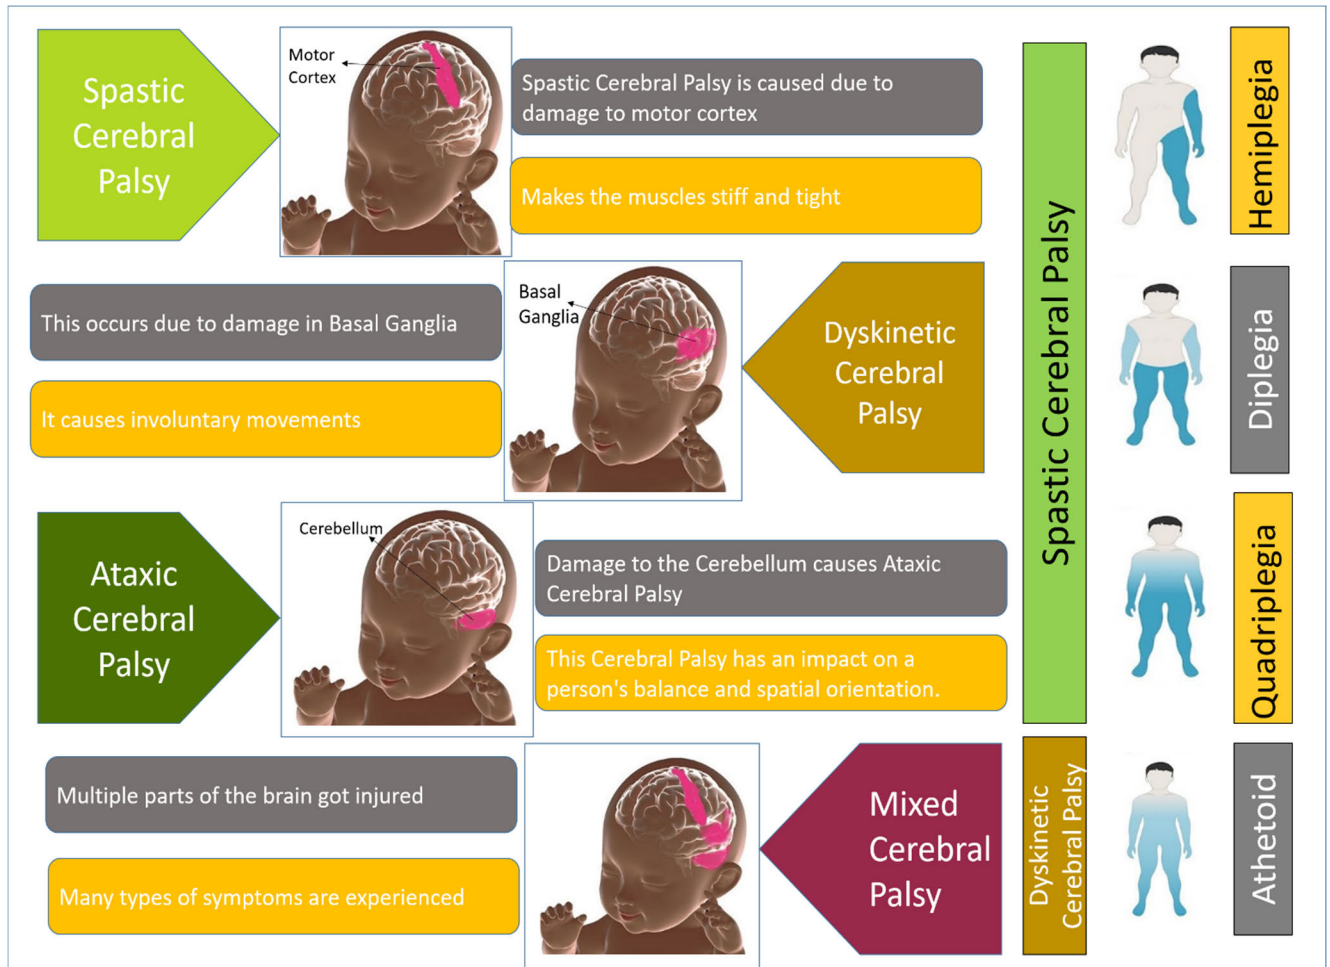 Spastic
Cerebral
Palsy
Motor
Cortex
Spastic Cerebral Palsy is caused due to
damage to motor cortex
Makes the muscles stiff and tight
This occurs due to damage in Basal Ganglia
It causes involuntary movements
Basal
Ganglia
Dyskinetic
Cerebral
Palsy
Ataxic
Cerebral
Palsy
Cerebellum
Damage to the Cerebellum causes Ataxic
Cerebral Palsy
This Cerebral Palsy has an impact on a
person's balance and spatial orientation.
Multiple parts of the brain got injured
Many types of symptoms are experienced
Mixed
Cerebral
Palsy
Spastic Cerebral Palsy
Hemiplegia
Diplegia
Quadriplegia
Dyskinetic
Cerebral Palsy
Athetoid